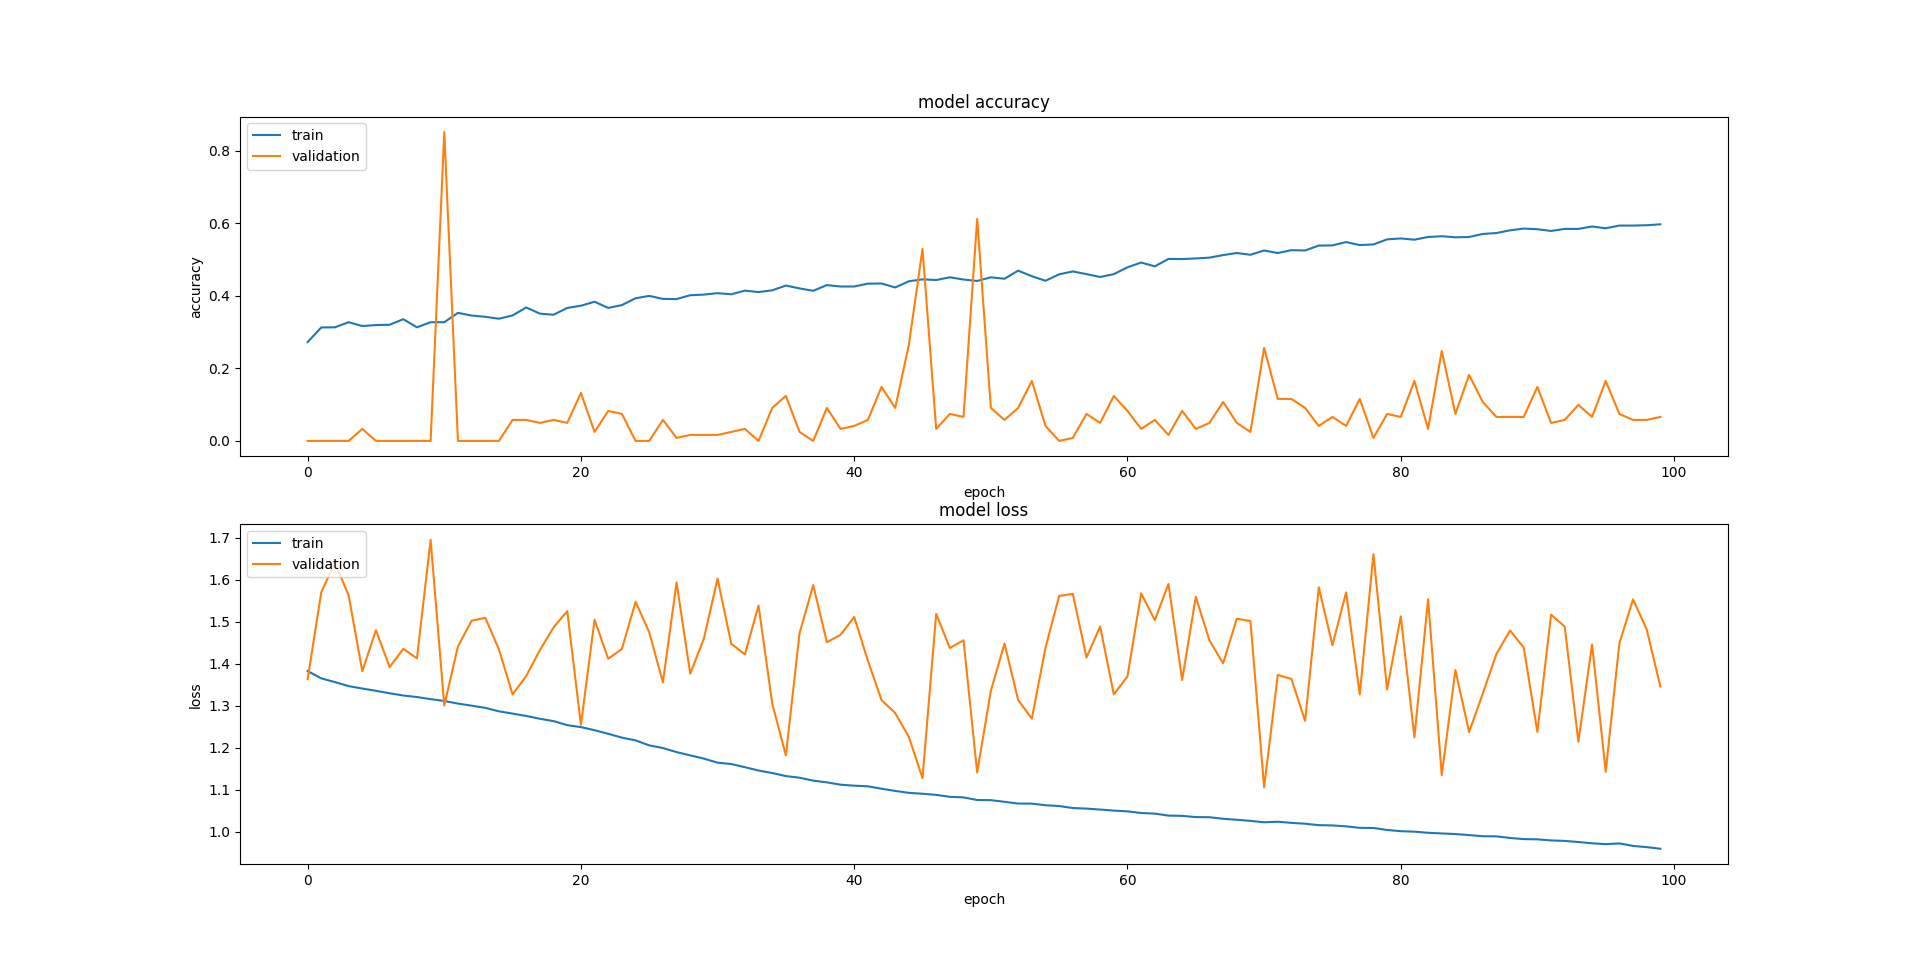 model accuracy
train
validation
0.8
0.6
0.4
0.2
0.0
accuracy
0 20 40 60 80 100
epoch
model loss
train
validation
1.7
1.6
1.5
1.4
1.3
1.2
1.1
1.0
loss
0 20 40 60 80 100
epoch